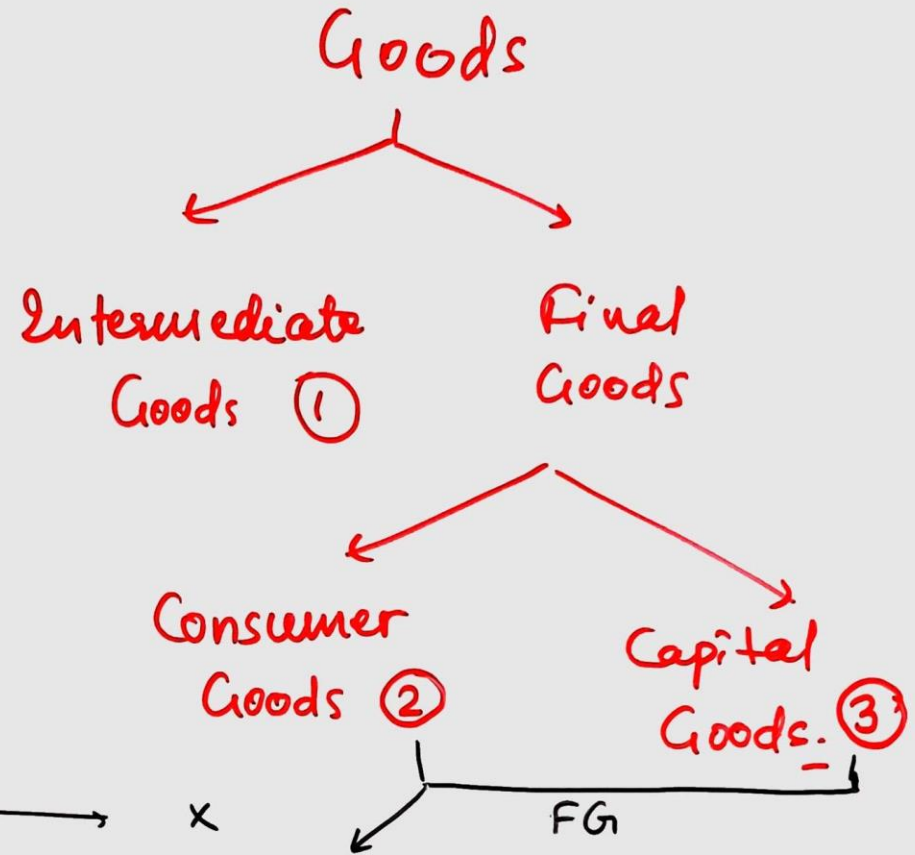 Goods
Intermediate Final
Goods ① Goods
Consumer Capital
Goods ② Goods. ③
x FG